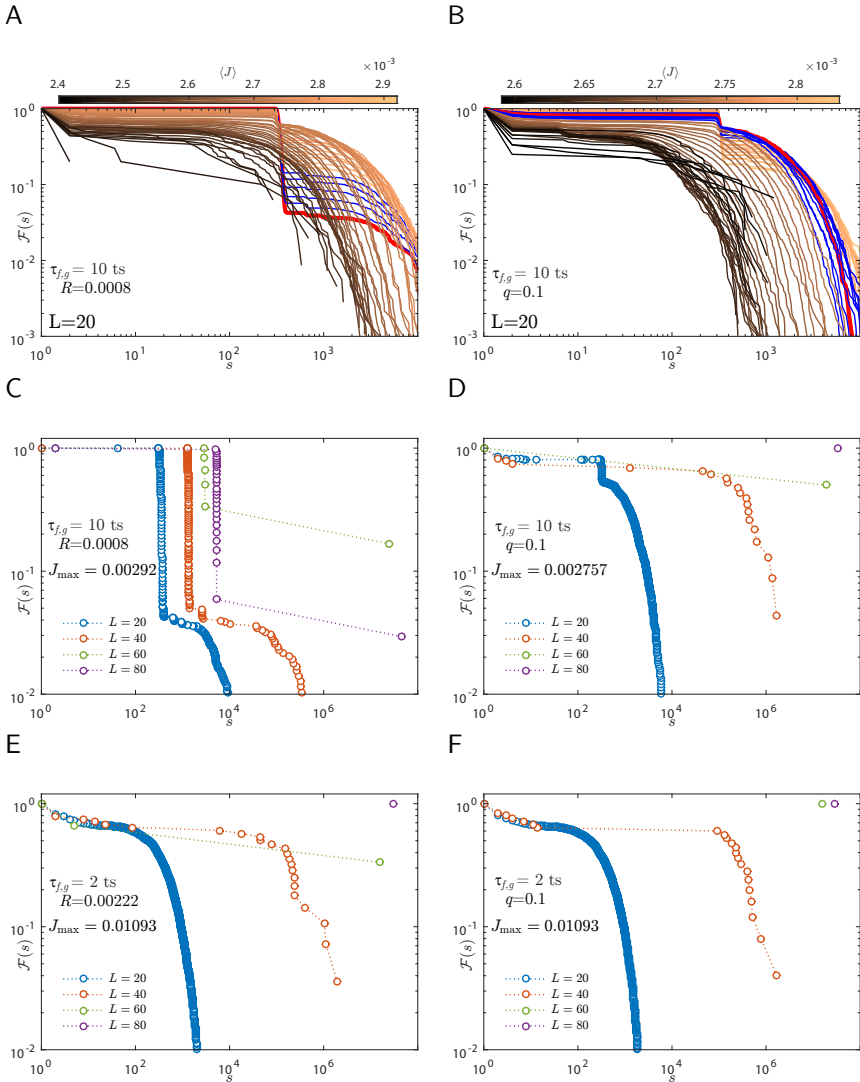 A
⟨J⟩
×10⁻³
2.4 2.5 2.6 2.7 2.8 2.9
10⁰
10⁻¹
10⁻²
10⁻³
F(s)
τf,g = 10 ts
R=0.0008
L=20
10⁰ 10¹ 10² 10³
s
B
⟨J⟩
×10⁻³
2.6 2.65 2.7 2.75 2.8
10⁰
10⁻¹
10⁻²
10⁻³
F(s)
τf,g = 10 ts
q=0.1
L=20
10⁰ 10¹ 10² 10³
s
C
10⁰
10⁻¹
10⁻²
F(s)
τf,g = 10 ts
R=0.0008
Jmax = 0.00292
L = 20
L = 40
L = 60
L = 80
10⁰ 10² 10⁴ 10⁶
s
D
10⁰
10⁻¹
10⁻²
F(s)
τf,g = 10 ts
q=0.1
Jmax = 0.002757
L = 20
L = 40
L = 60
L = 80
10⁰ 10² 10⁴ 10⁶
s
E
10⁰
10⁻¹
10⁻²
F(s)
τf,g = 2 ts
R=0.00222
Jmax = 0.01093
L = 20
L = 40
L = 60
L = 80
10⁰ 10² 10⁴ 10⁶
s
F
10⁰
10⁻¹
10⁻²
F(s)
τf,g = 2 ts
q=0.1
Jmax = 0.01093
L = 20
L = 40
L = 60
L = 80
10⁰ 10² 10⁴ 10⁶
s